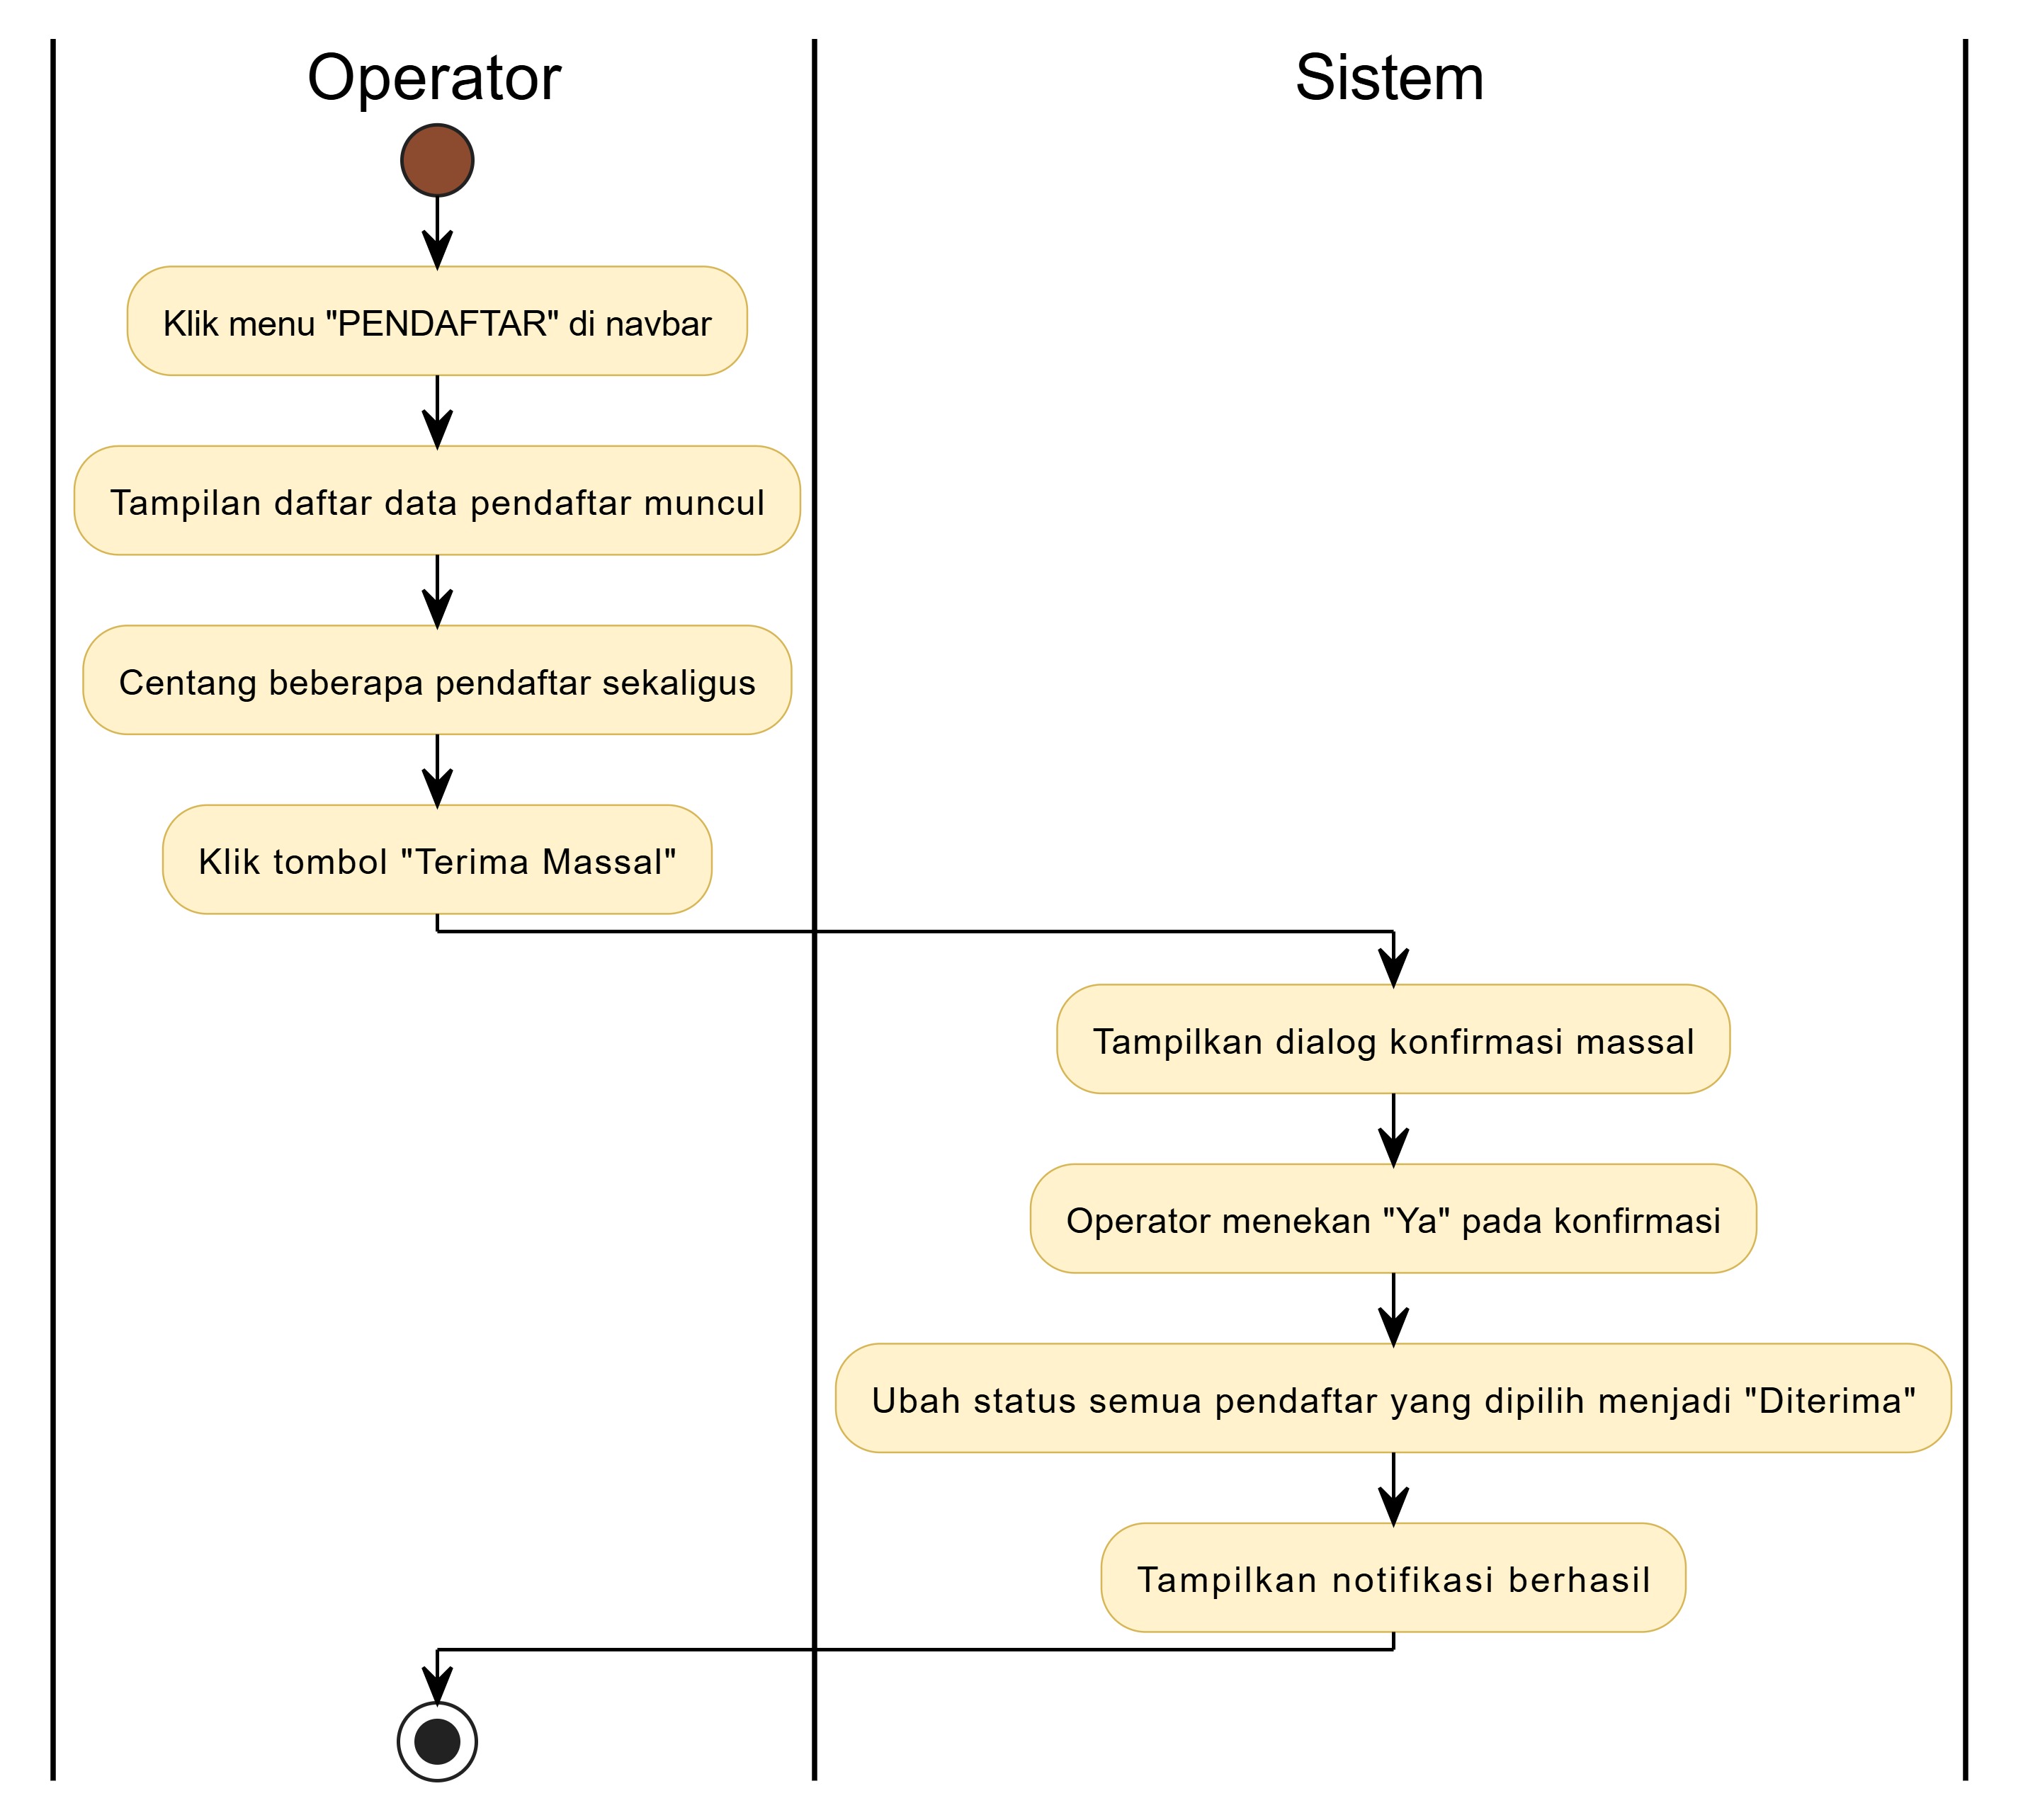 Operator
Sistem
Klik menu "PENDAFTAR" di navbar
Tampilan daftar data pendaftar muncul
Centang beberapa pendaftar sekaligus
Klik tombol "Terima Massal"
Tampilkan dialog konfirmasi massal
Operator menekan "Ya" pada konfirmasi
Ubah status semua pendaftar yang dipilih menjadi "Diterima"
Tampilkan notifikasi berhasil